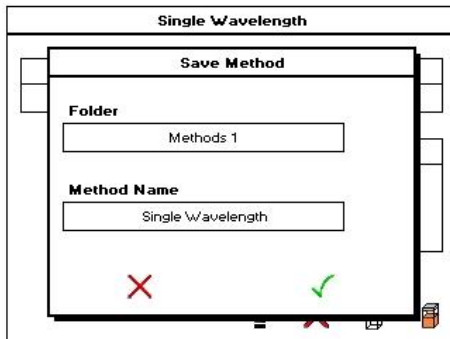 Single Wavelength
Save Method
Folder
Methods 1
Method Name
Single Wavelength